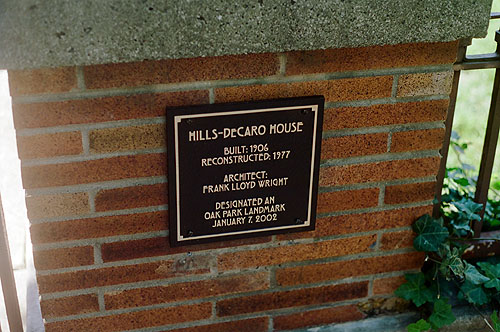 HILLS-DECARO HOUSE
BUILT: 1906
RECONSTRUCTED: 1977
ARCHITECT:
FRANK LLOYD WRIGHT
DESIGNATED AN
OAK PARK LANDMARK
JANUARY 7, 2002